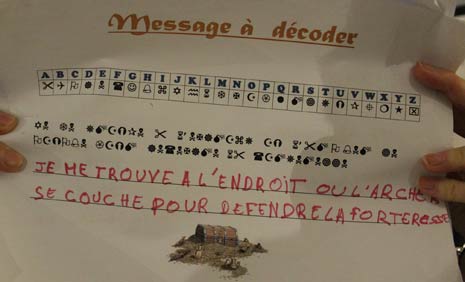 Message à décoder
A B C D E F G H I J K L M N O P Q R S T U V W X Y Z
JE ME TROUVE A L'ENDROIT OU L'ARCHER
SE COUCHE POUR DEFENDRE LA FORTERESSE